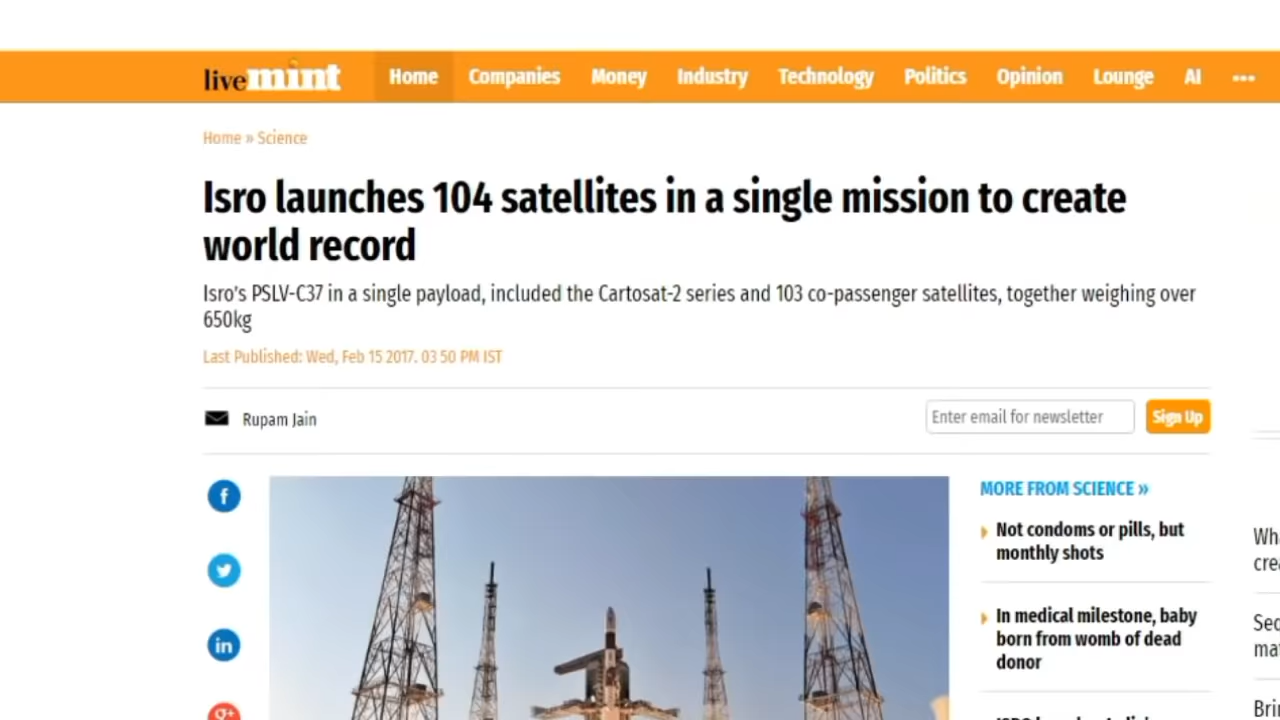 livemint Home Companies Money Industry Technology Politics Opinion Lounge AI •••
Home » Science
Isro launches 104 satellites in a single mission to create
world record
Isro's PSLV-C37 in a single payload, included the Cartosat-2 series and 103 co-passenger satellites, together weighing over
650kg
Last Published: Wed, Feb 15 2017. 03 50 PM IST
Rupam Jain
Enter email for newsletter Sign Up
f
in
g+
MORE FROM SCIENCE »
Not condoms or pills, but
monthly shots
In medical milestone, baby
born from womb of dead
donor